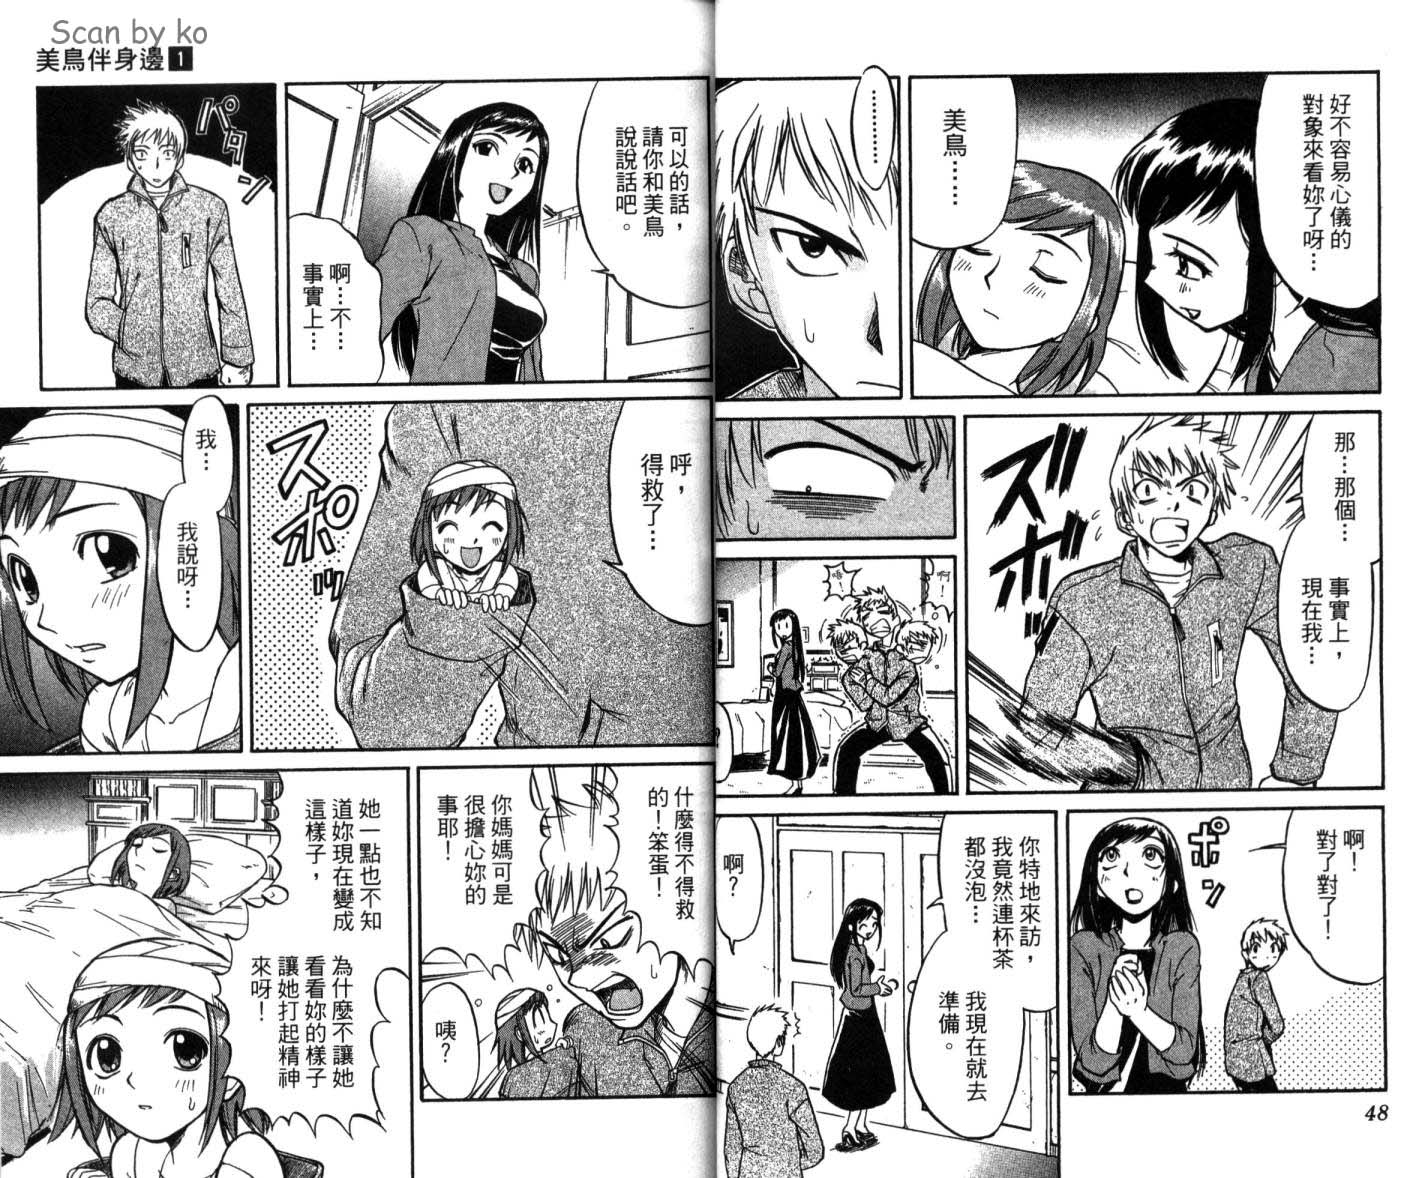 Scan by ko
美鳥伴身邊 1
好不容易心儀的
對象來看妳了呀…
美鳥……
………
那…那個…
事實上，
現在我…
ズボ
啊！
嗚！
啊！
對了對了！
ポン
你特地來訪，
我竟然連杯茶
都沒泡…
我現在就去
準備。
啊？
48
可以的話，
請你和美鳥
說說話吧。
啊…不…
事實上…
パタン
呼，
得救了…
スポッ
我…
我說呀…
什麼得不得救
的！笨蛋！
你媽媽可是
很擔心妳的
事耶！
咦？
她一點也不知
道妳現在變成
這樣子，
為什麼不讓她
看看妳的樣子
讓她打起精神
來呀！